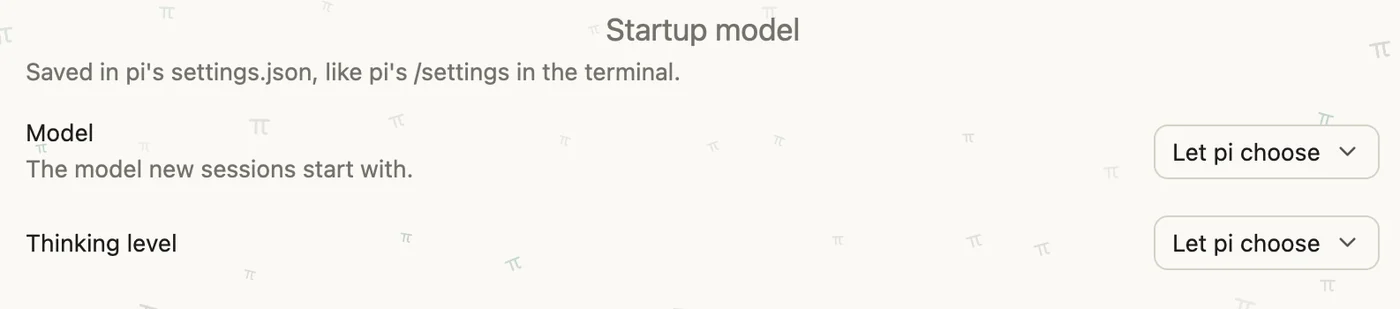 Startup model
Saved in pi's settings.json, like pi's /settings in the terminal.
Model
The model new sessions start with.
Let pi choose
Thinking level
Let pi choose